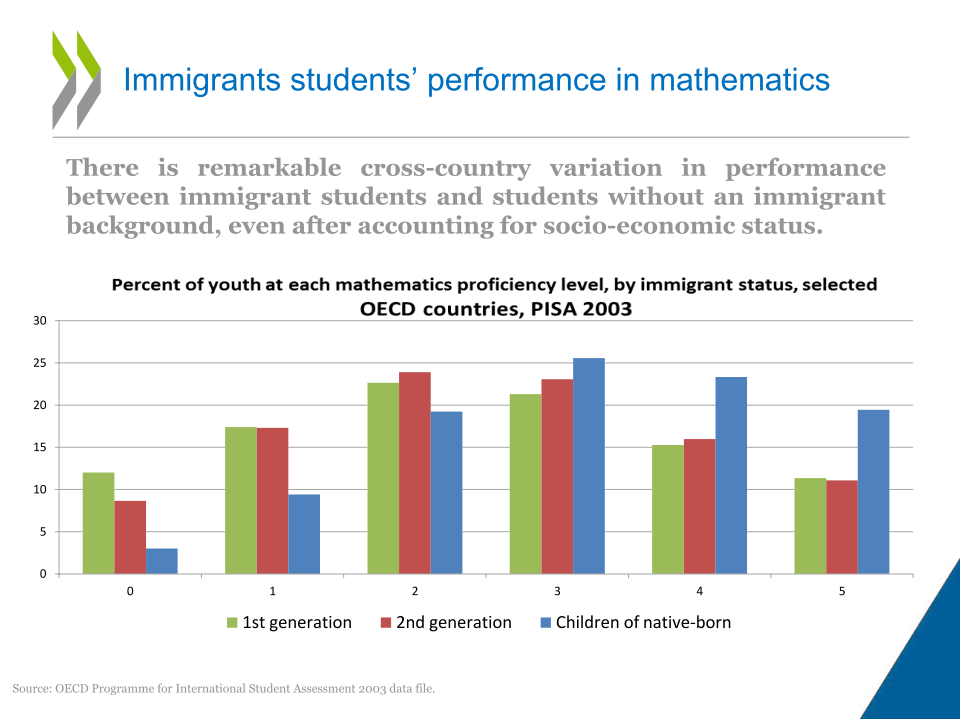 Immigrants students’ performance in mathematics
There is remarkable cross-country variation in performance
between immigrant students and students without an immigrant
background, even after accounting for socio-economic status.
Percent of youth at each mathematics proficiency level, by immigrant status, selected
OECD countries, PISA 2003
30
25
20
15
10
5
0
0 1 2 3 4 5
1st generation 2nd generation Children of native-born
Source: OECD Programme for International Student Assessment 2003 data file.